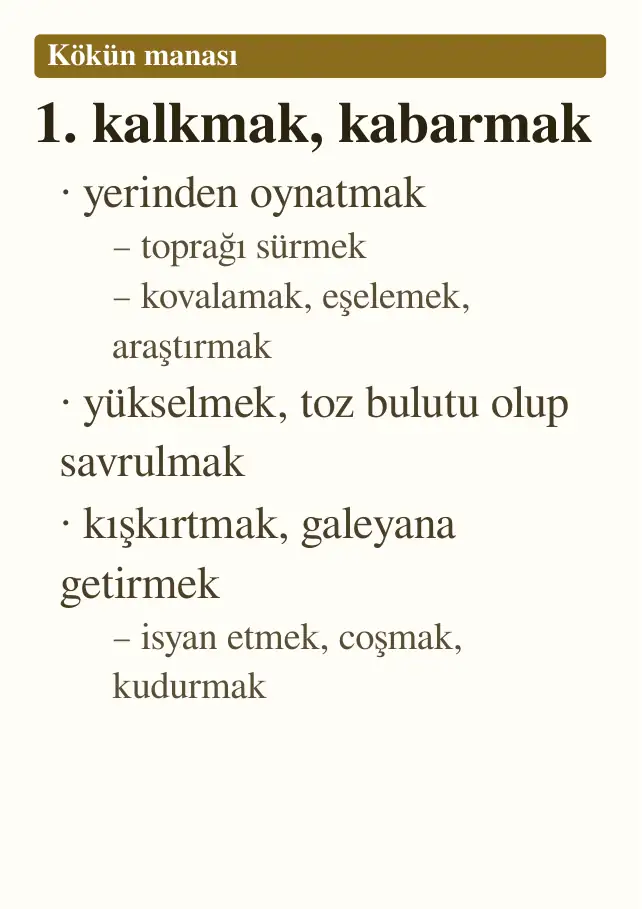 Kökün manası
1. kalkmak, kabarmak
· yerinden oynatmak
– toprağı sürmek
– kovalamak, eşelemek,
araştırmak
· yükselmek, toz bulutu olup
savrulmak
· kışkırtmak, galeyana
getirmek
– isyan etmek, coşmak,
kudurmak